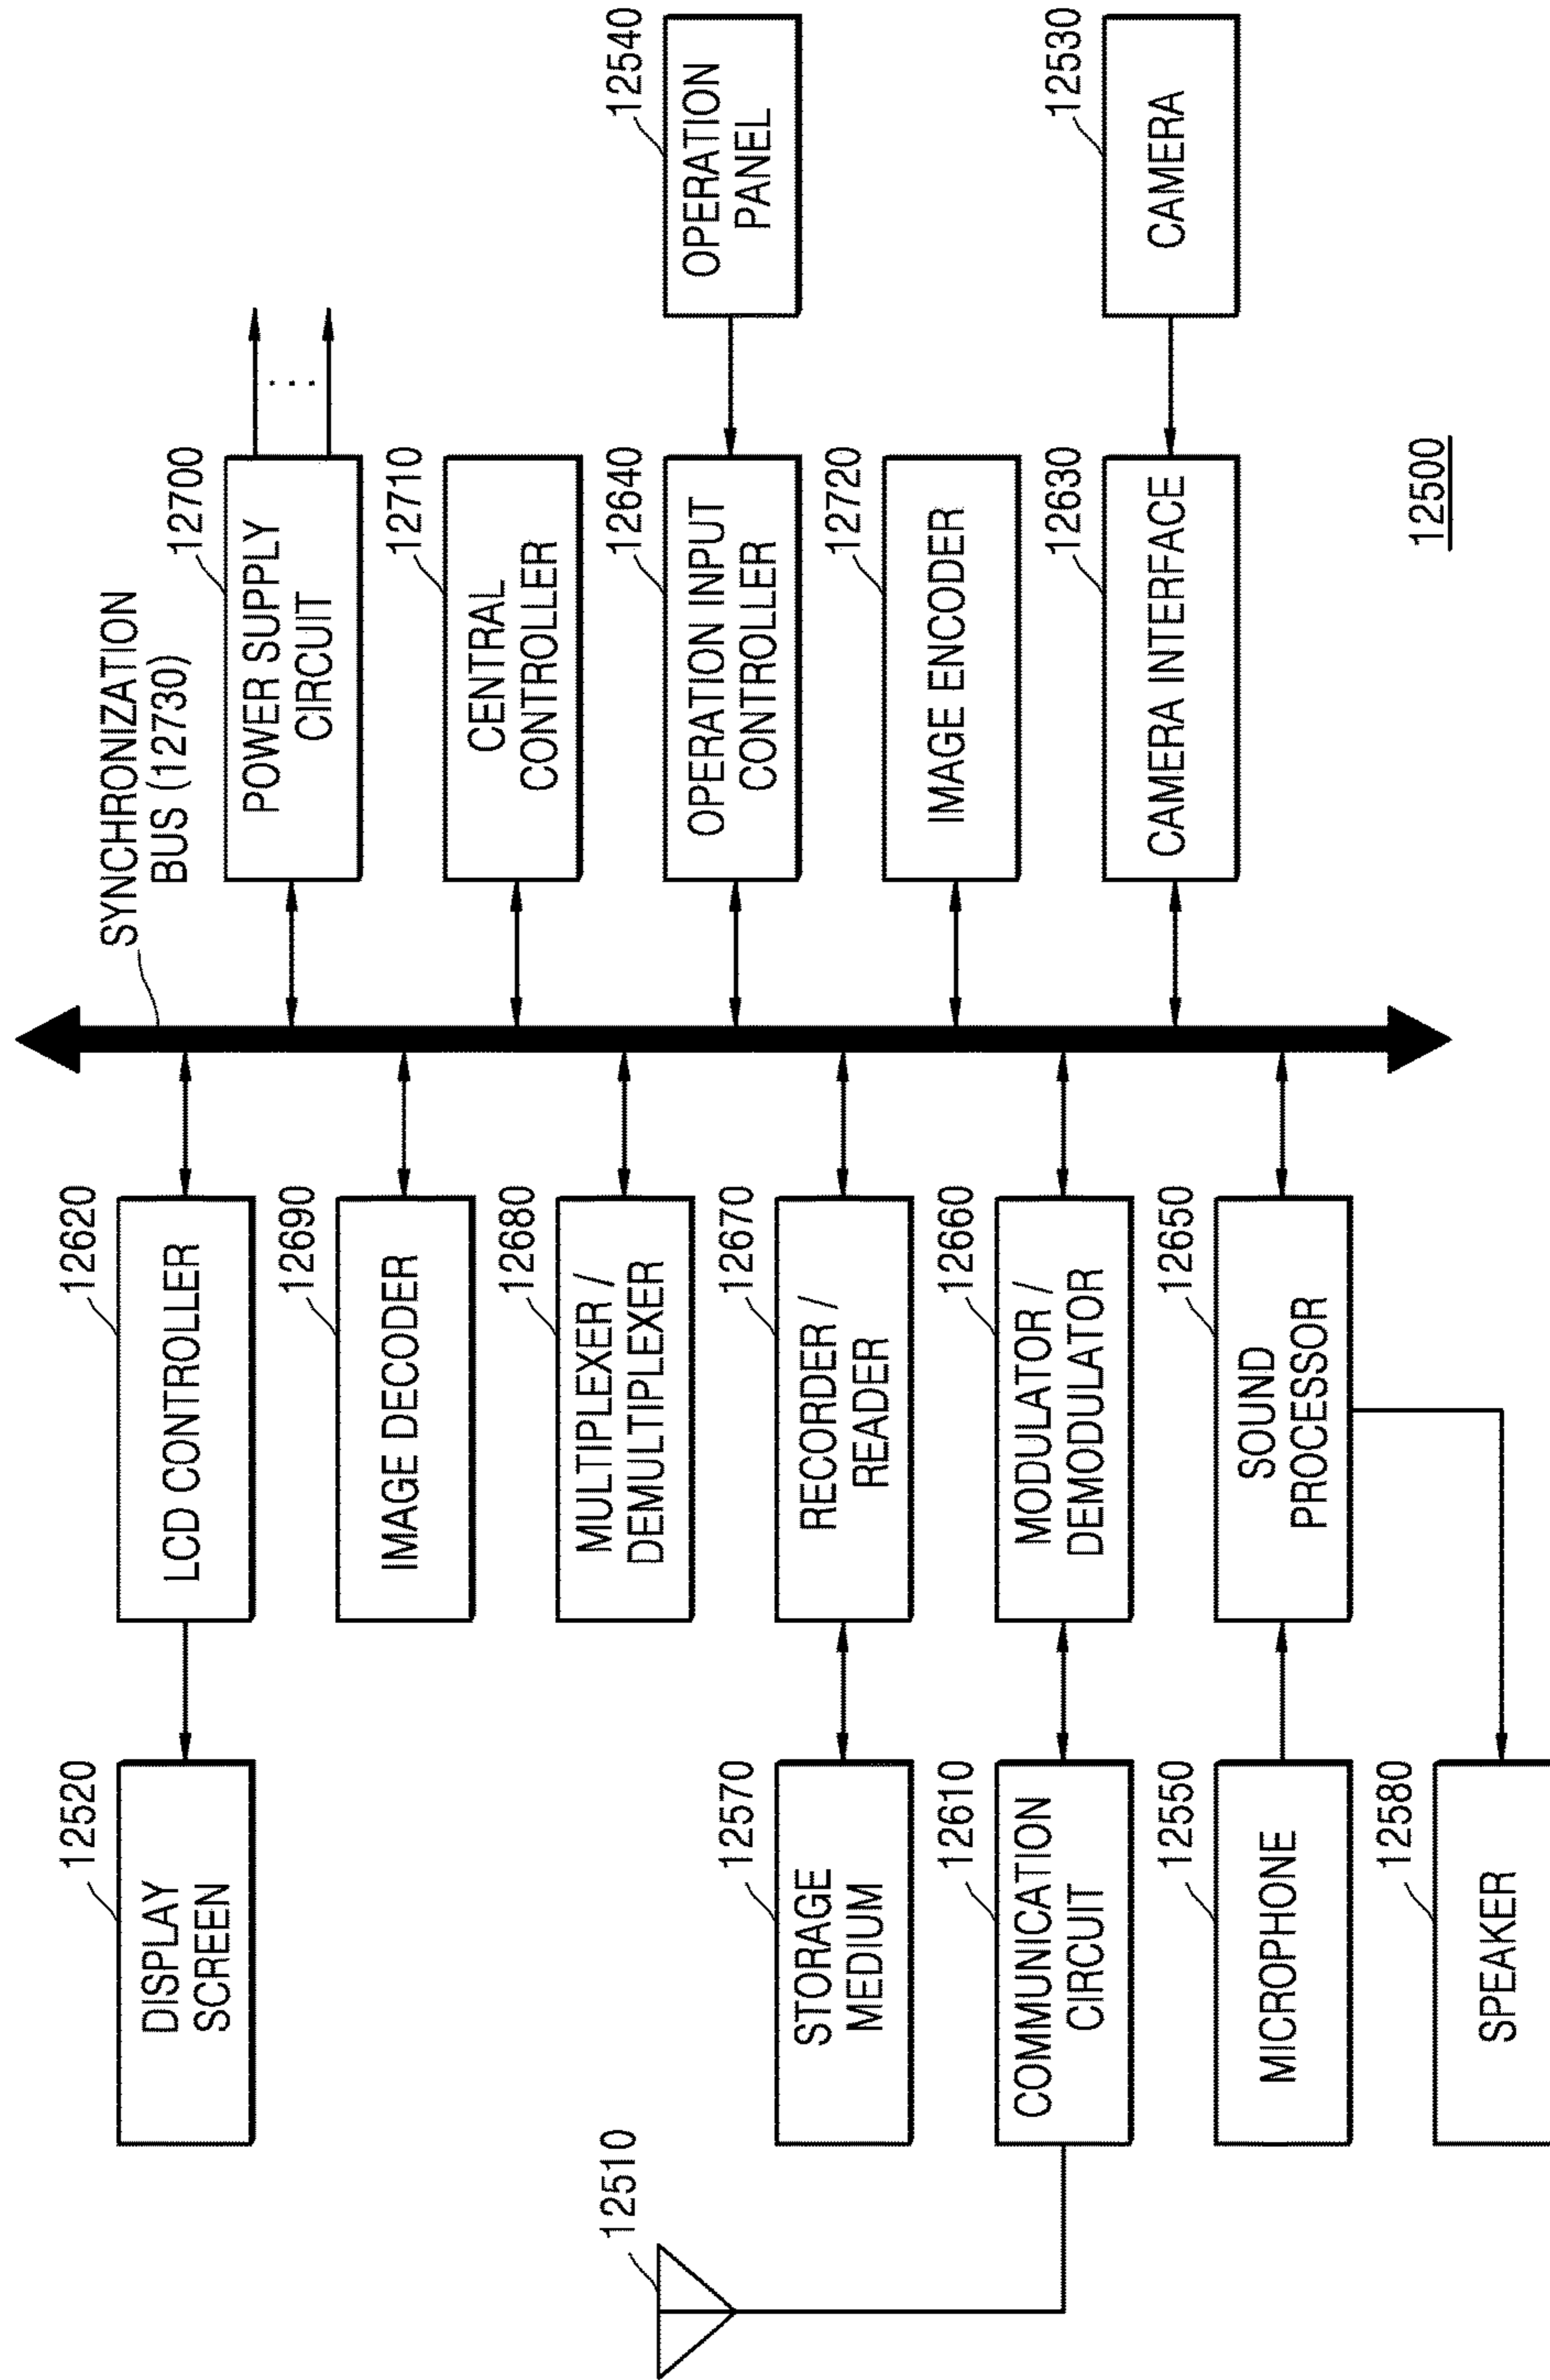 12510
12520
DISPLAY
SCREEN
12620
LCD CONTROLLER
12690
IMAGE DECODER
12680
MULTIPLEXER /
DEMULTIPLEXER
12570
STORAGE
MEDIUM
12670
RECORDER /
READER
12610
COMMUNICATION
CIRCUIT
12660
MODULATOR /
DEMODULATOR
12550
MICROPHONE
12650
SOUND
PROCESSOR
12580
SPEAKER
SYNCHRONIZATION
BUS (12730)
12700
POWER SUPPLY
CIRCUIT
...
12710
CENTRAL
CONTROLLER
12640
OPERATION INPUT
CONTROLLER
12540
OPERATION
PANEL
12720
IMAGE ENCODER
12630
CAMERA INTERFACE
12530
CAMERA
12500